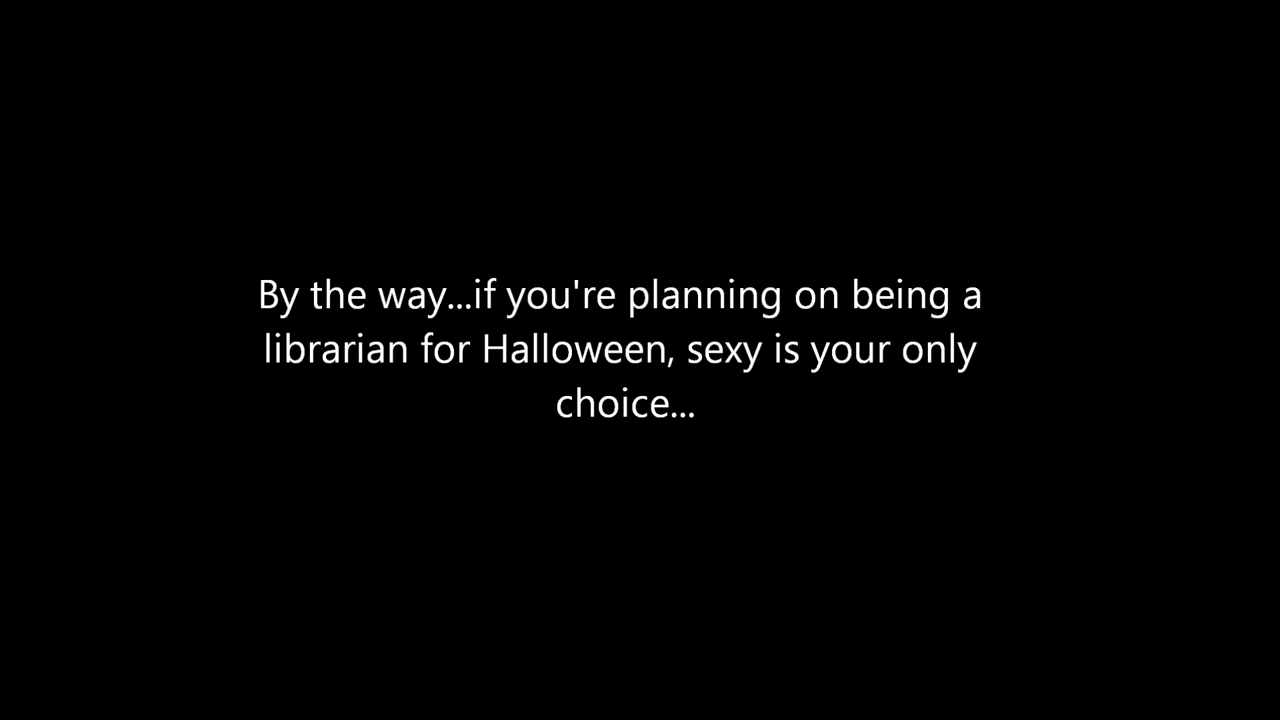 By the way...if you're planning on being a
librarian for Halloween, sexy is your only
choice...